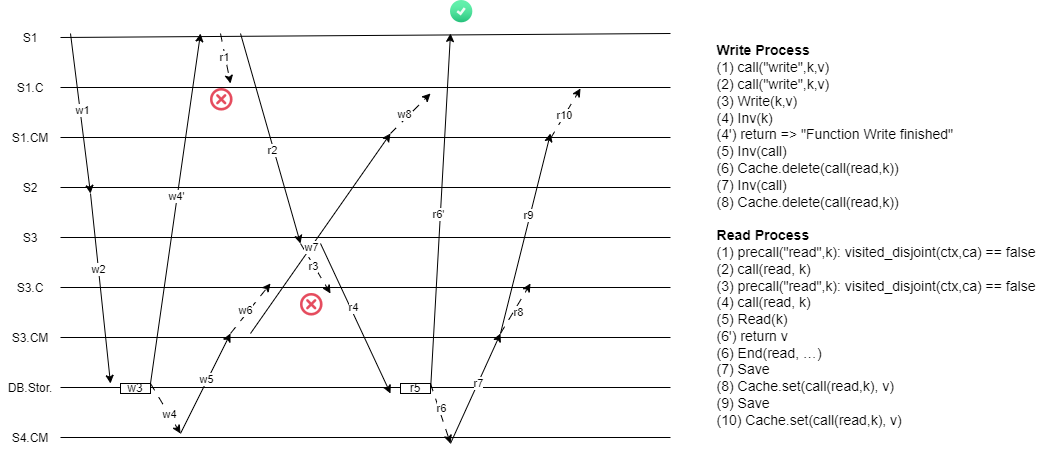 S1
r1
S1.C
w1
w8
r10
S1.CM
r2
S2
w4'
r6'
r9
S3
w7
r3
w2
S3.C
w6
r4
r8
S3.CM
w5
r7
DB.Stor.
w3
r5
w4
r6
S4.CM
Write Process
(1) call("write",k,v)
(2) call("write",k,v)
(3) Write(k,v)
(4) Inv(k)
(4') return => "Function Write finished"
(5) Inv(call)
(6) Cache.delete(call(read,k))
(7) Inv(call)
(8) Cache.delete(call(read,k))
Read Process
(1) precall("read",k): visited_disjoint(ctx,ca) == false
(2) call(read, k)
(3) precall("read",k): visited_disjoint(ctx,ca) == false
(4) call(read, k)
(5) Read(k)
(6') return v
(6) End(read, …)
(7) Save
(8) Cache.set(call(read,k), v)
(9) Save
(10) Cache.set(call(read,k), v)